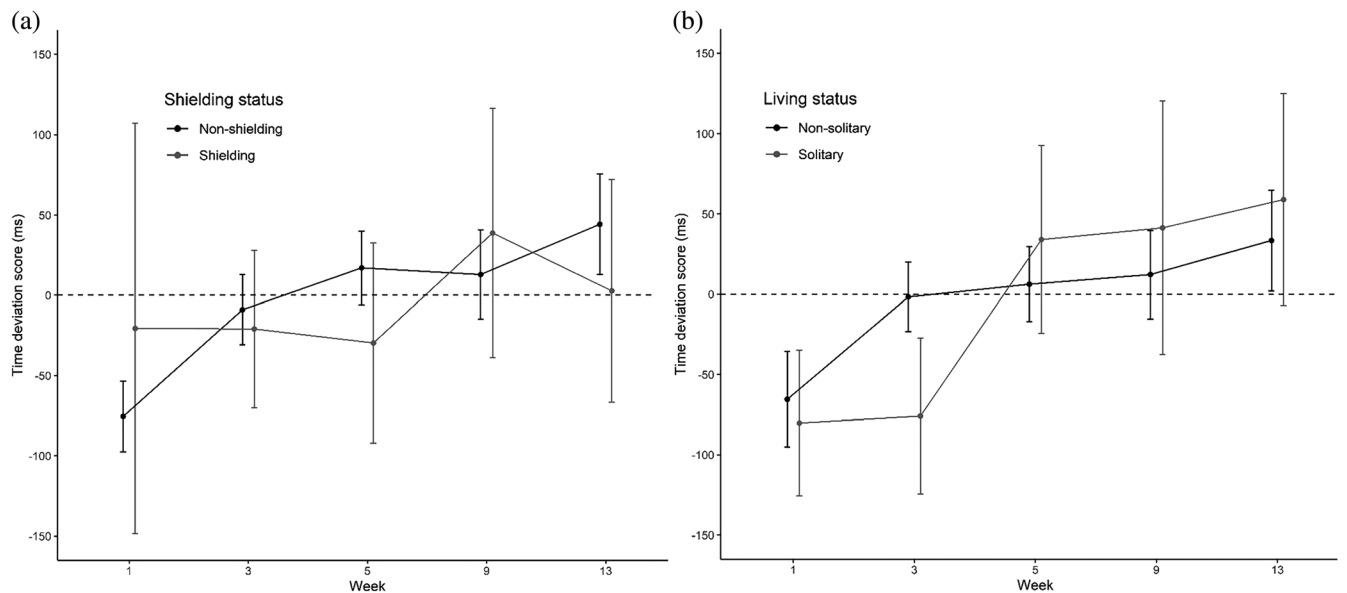 (a)
Time deviation score (ms)
150
100
50
0
-50
-100
-150
Shielding status
Non-shielding
Shielding
1 3 5 9 13
Week
(b)
Time deviation score (ms)
150
100
50
0
-50
-100
-150
Living status
Non-solitary
Solitary
1 3 5 9 13
Week